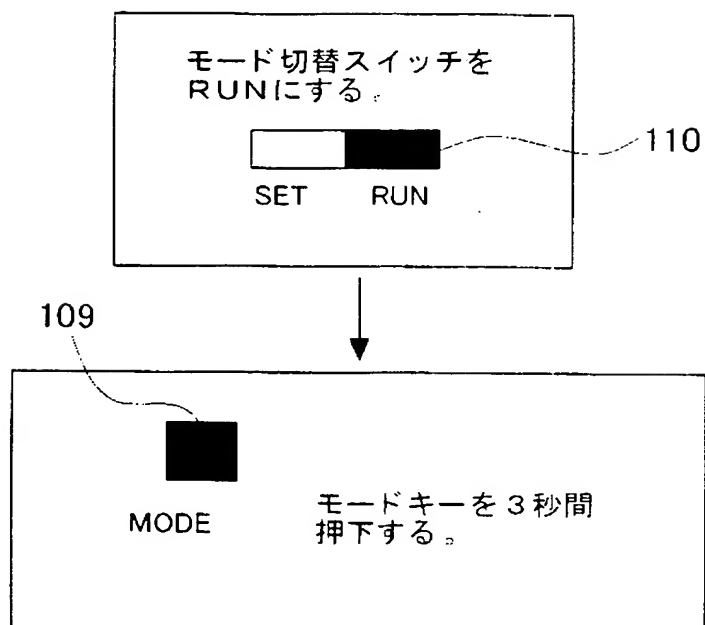 モード切替スイッチを
RUNにする。
110
SET RUN
109
MODE
モードキーを3秒間
押下する。